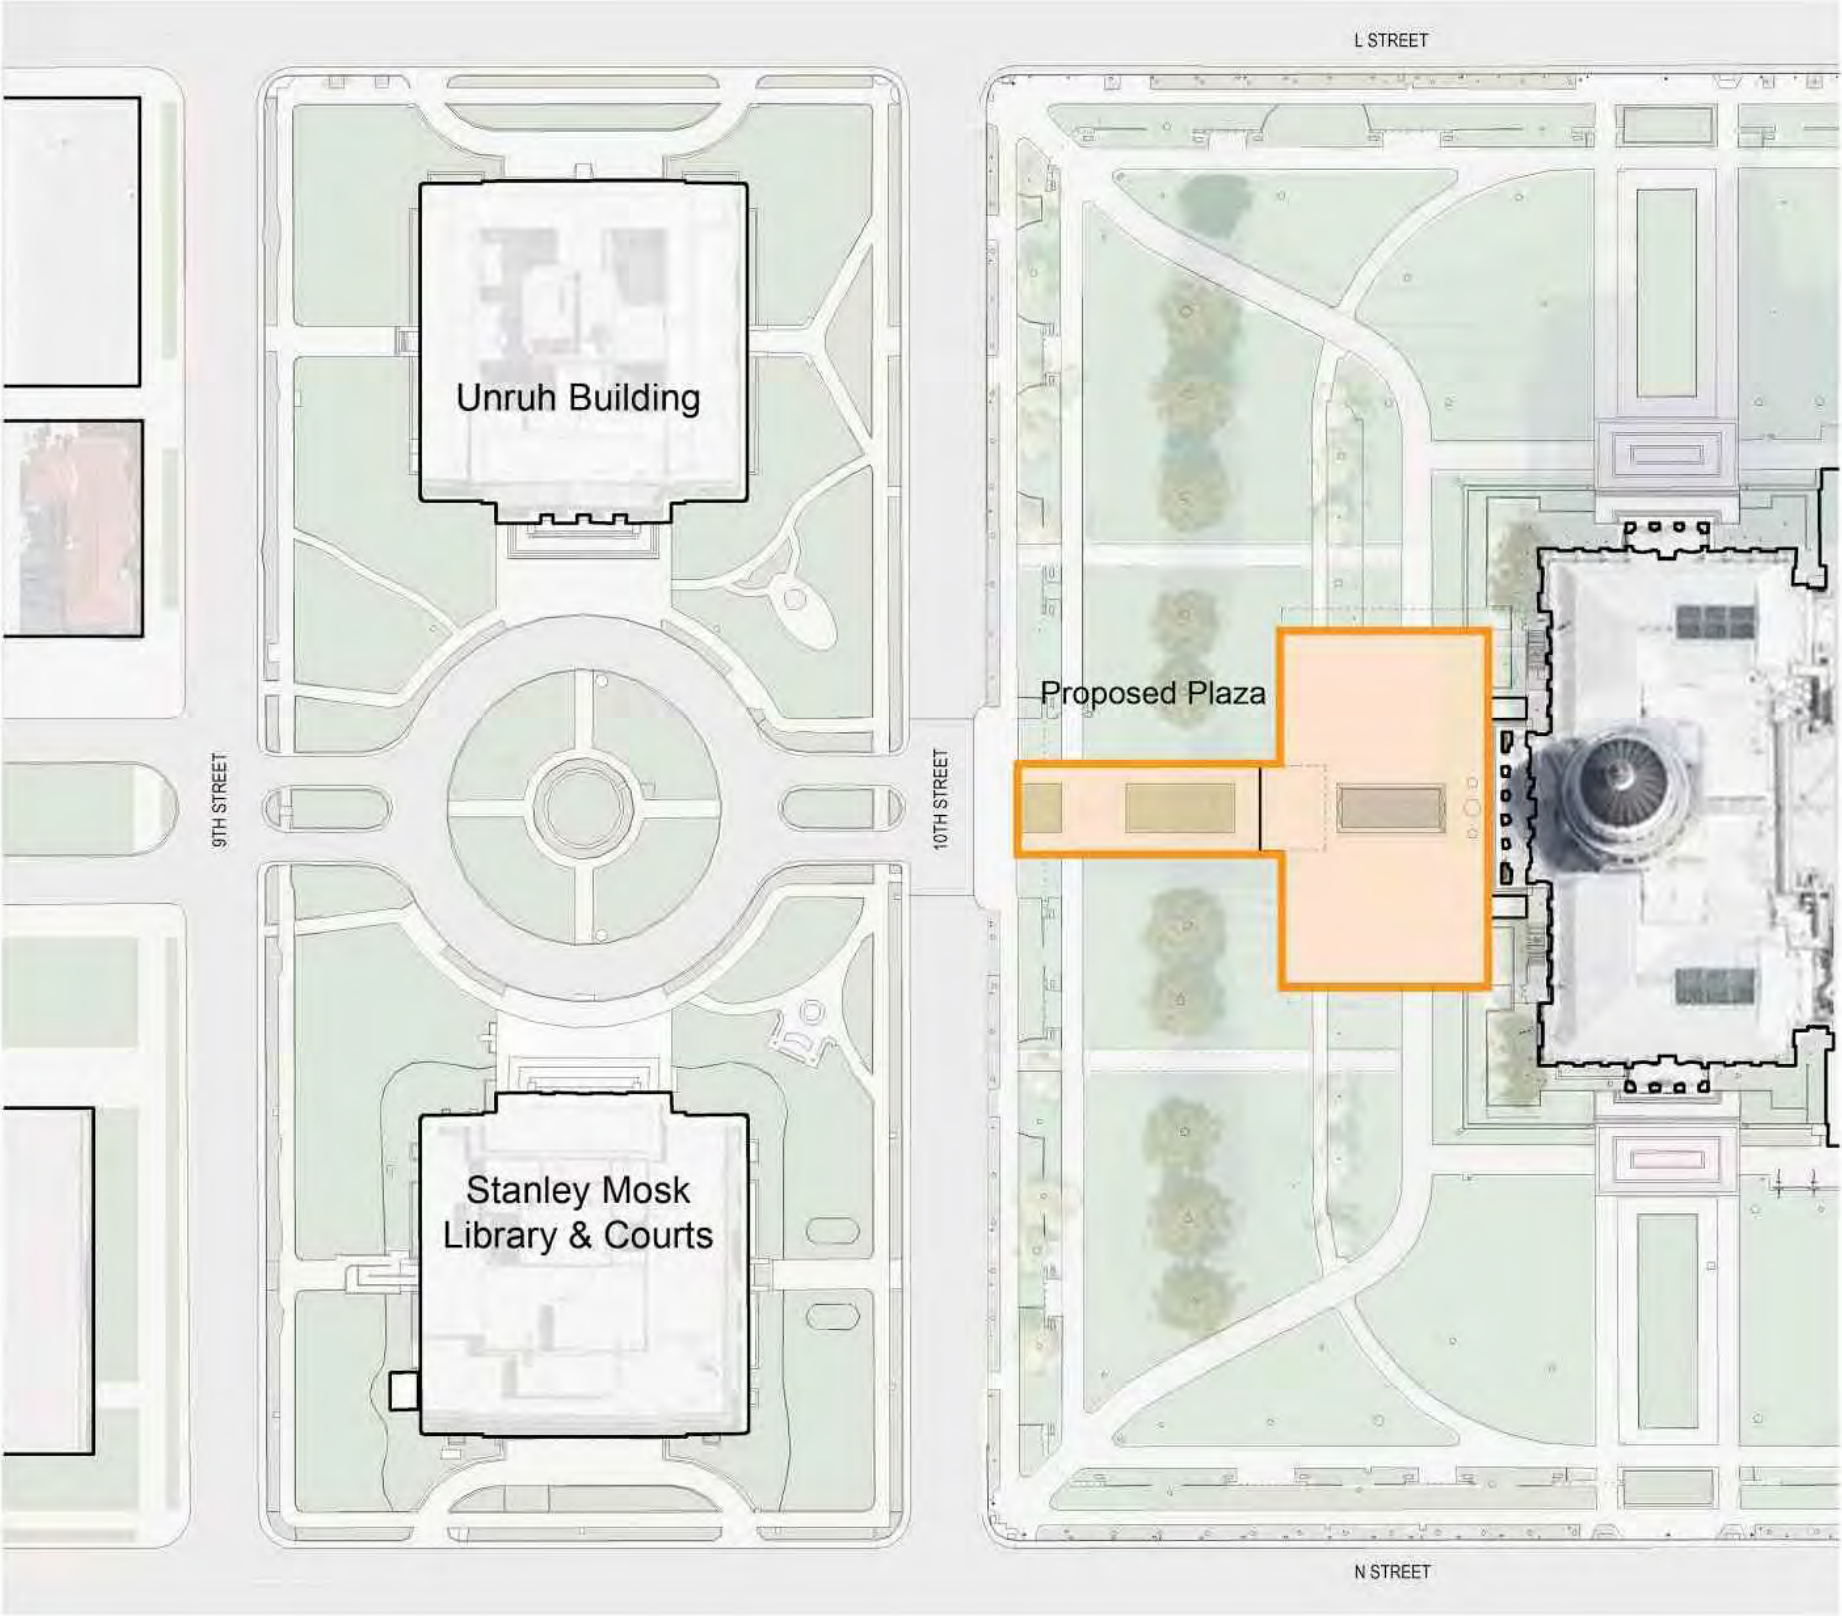 L STREET
Unruh Building
Proposed Plaza
9TH STREET
10TH STREET
Stanley Mosk
Library & Courts
N STREET